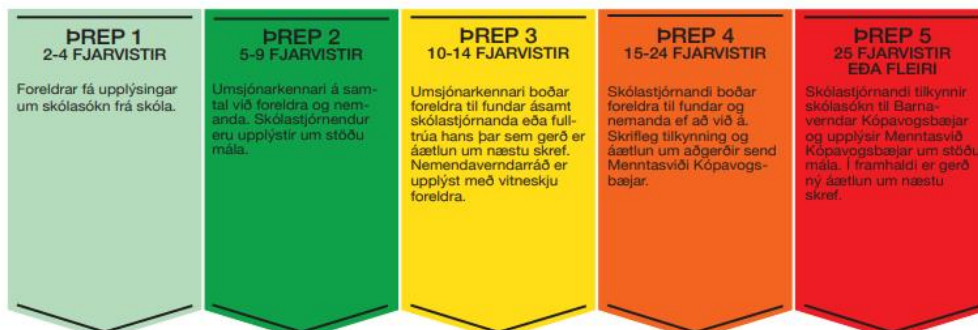 ÞREP 1
2-4 FJARVISTIR
Foreldrar fá upplýsingar
um skólasókn frá skóla.
ÞREP 2
5-9 FJARVISTIR
Umsjónarkennari á sam-
tal við foreldra og nem-
anda. Skólastjórnendur
eru upplýstir um stöðu
mála.
ÞREP 3
10-14 FJARVISTIR
Umsjónarkennari boðar
foreldra til fundar ásamt
skólastjórnanda eða full-
trúa hans þar sem gerð er
áætlun um næstu skref.
Nemendaverndarráð er
upplýst með vitneskju
foreldra.
ÞREP 4
15-24 FJARVISTIR
Skólastjórnandi boðar
foreldra til fundar og
nemanda ef að við á.
Skrifleg tilkynning og
áætlun um aðgerðir send
Menntasviði Kópavogs-
bæjar.
ÞREP 5
25 FJARVISTIR
EÐA FLEIRI
Skólastjórnandi tilkynnir
skólasókn til Barna-
verndar Kópavogsbæjar
og upplýsir Menntasvið
Kópavogsbæjar um stöðu
mála. Í framhaldi er gerð
ný áætlun um næstu
skref.